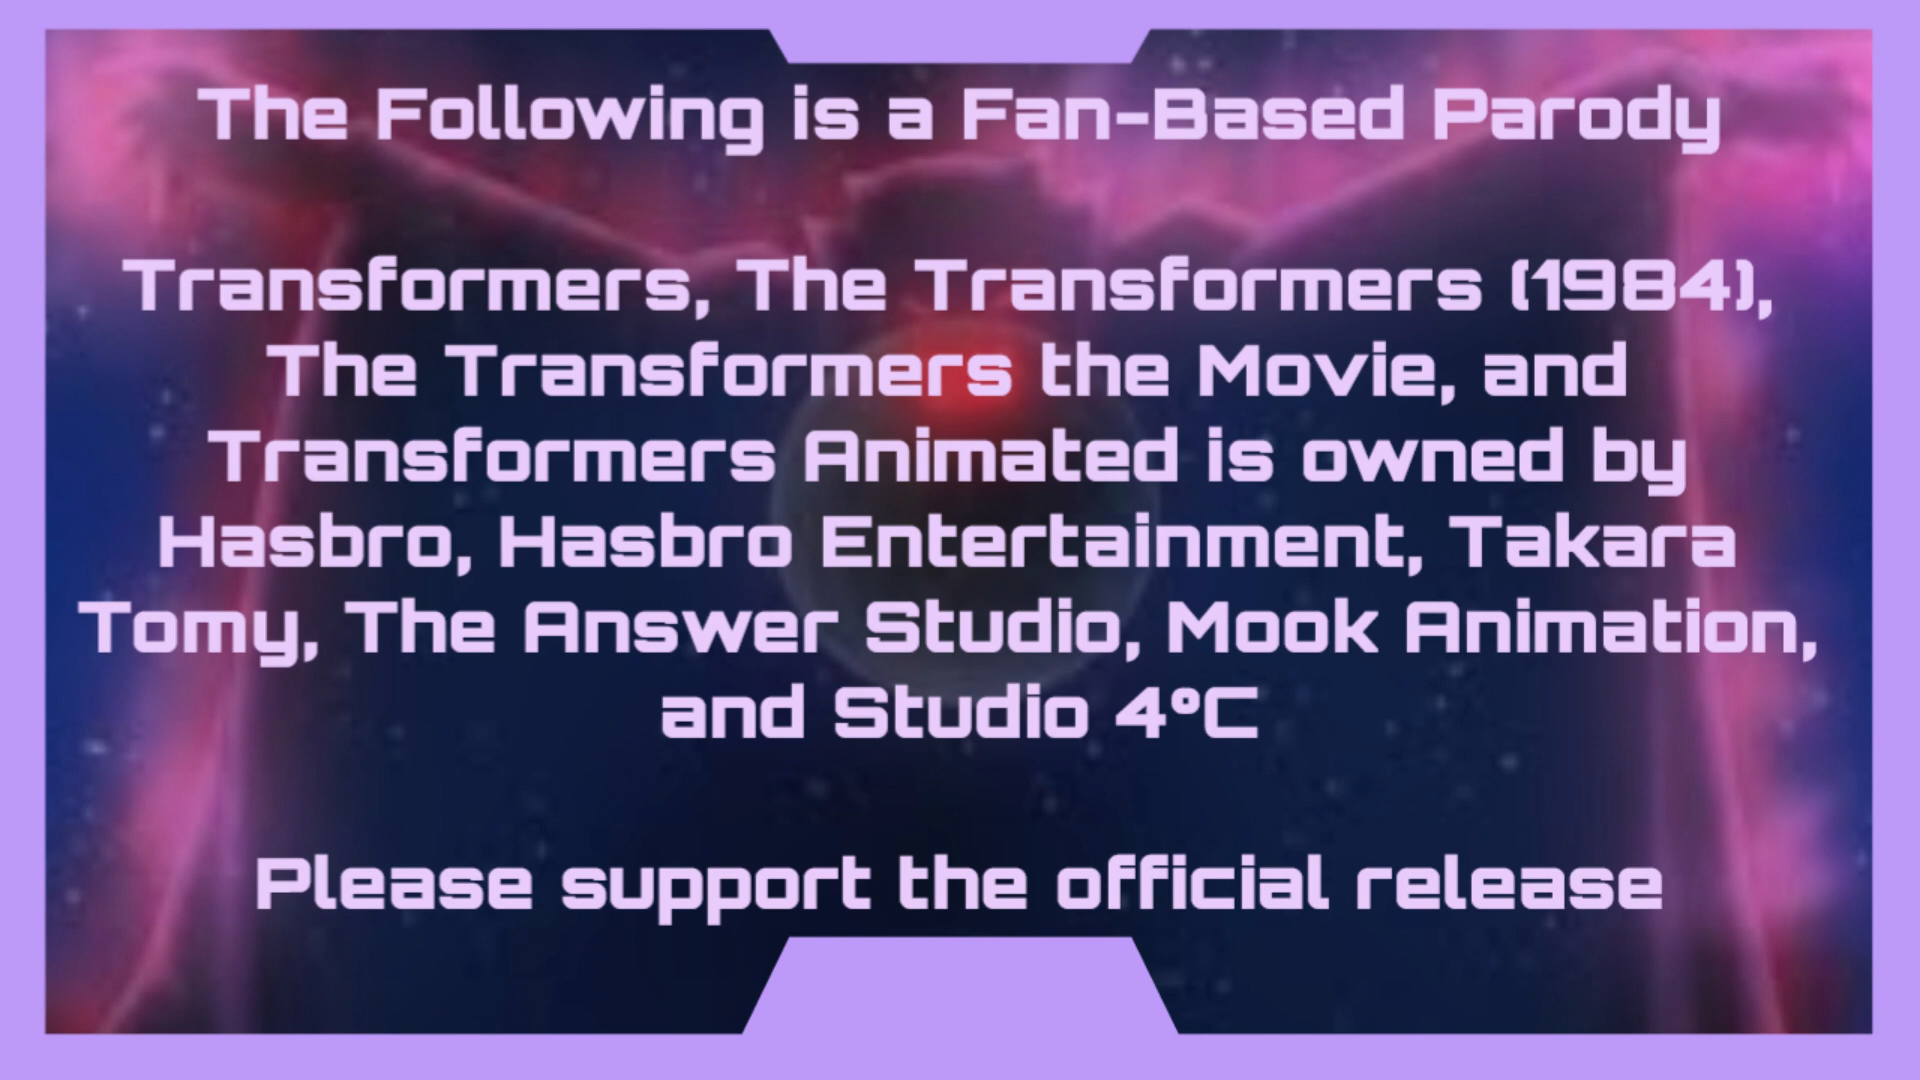 The Following is a Fan-Based Parody
Transformers, The Transformers (1984),
The Transformers the Movie, and
Transformers Animated is owned by
Hasbro, Hasbro Entertainment, Takara
Tomy, The Answer Studio, Mook Animation,
and Studio 4°C
Please support the official release